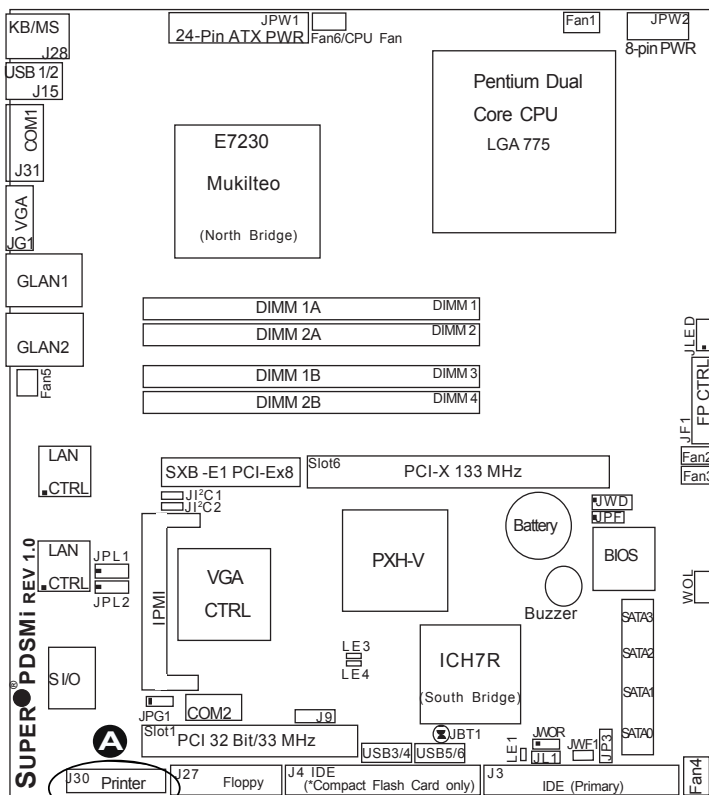 KB/MS
J28
USB 1/2
J15
COM1
J31
VGA
JG1
GLAN1
GLAN2
Fan5
JPW1
24-Pin ATX PWR
Fan6/CPU Fan
Fan1
JPW2
8-pin PWR
Pentium Dual
Core CPU
LGA 775
E7230
Mukilteo
(North Bridge)
DIMM 1A DIMM 1
DIMM 2A DIMM 2
DIMM 1B DIMM 3
DIMM 2B DIMM 4
JLED
FP CTRL
JF1
Fan2
Fan3
LAN
CTRL
SXB -E1 PCI-Ex8
Slot6
PCI-X 133 MHz
JI²C1
JI²C2
JWD
JPF
Battery
BIOS
Buzzer
WOL
LAN
CTRL
JPL1
JPL2
IPMI
VGA
CTRL
PXH-V
LE3
LE4
ICH7R
(South Bridge)
SATA3
SATA2
SATA1
SATA0
SUPER® PDSMi REV 1.0
SI/O
JPG1
COM2
J9
JBT1
Slot1
PCI 32 Bit/33 MHz
USB3/4
USB5/6
LE1
JWOR
JL1
JWF1
JP3
Fan4
A
J30
Printer
J27
Floppy
J4 IDE
(*Compact Flash Card only)
J3
IDE (Primary)